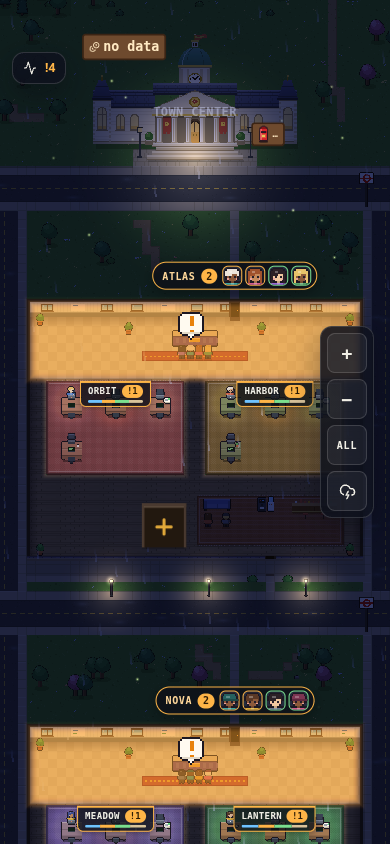 no data
!4
TOWN CENTER
ATLAS 2
!
ORBIT !1
HARBOR !1
+
−
ALL
+
NOVA 2
!
MEADOW !1
LANTERN !1